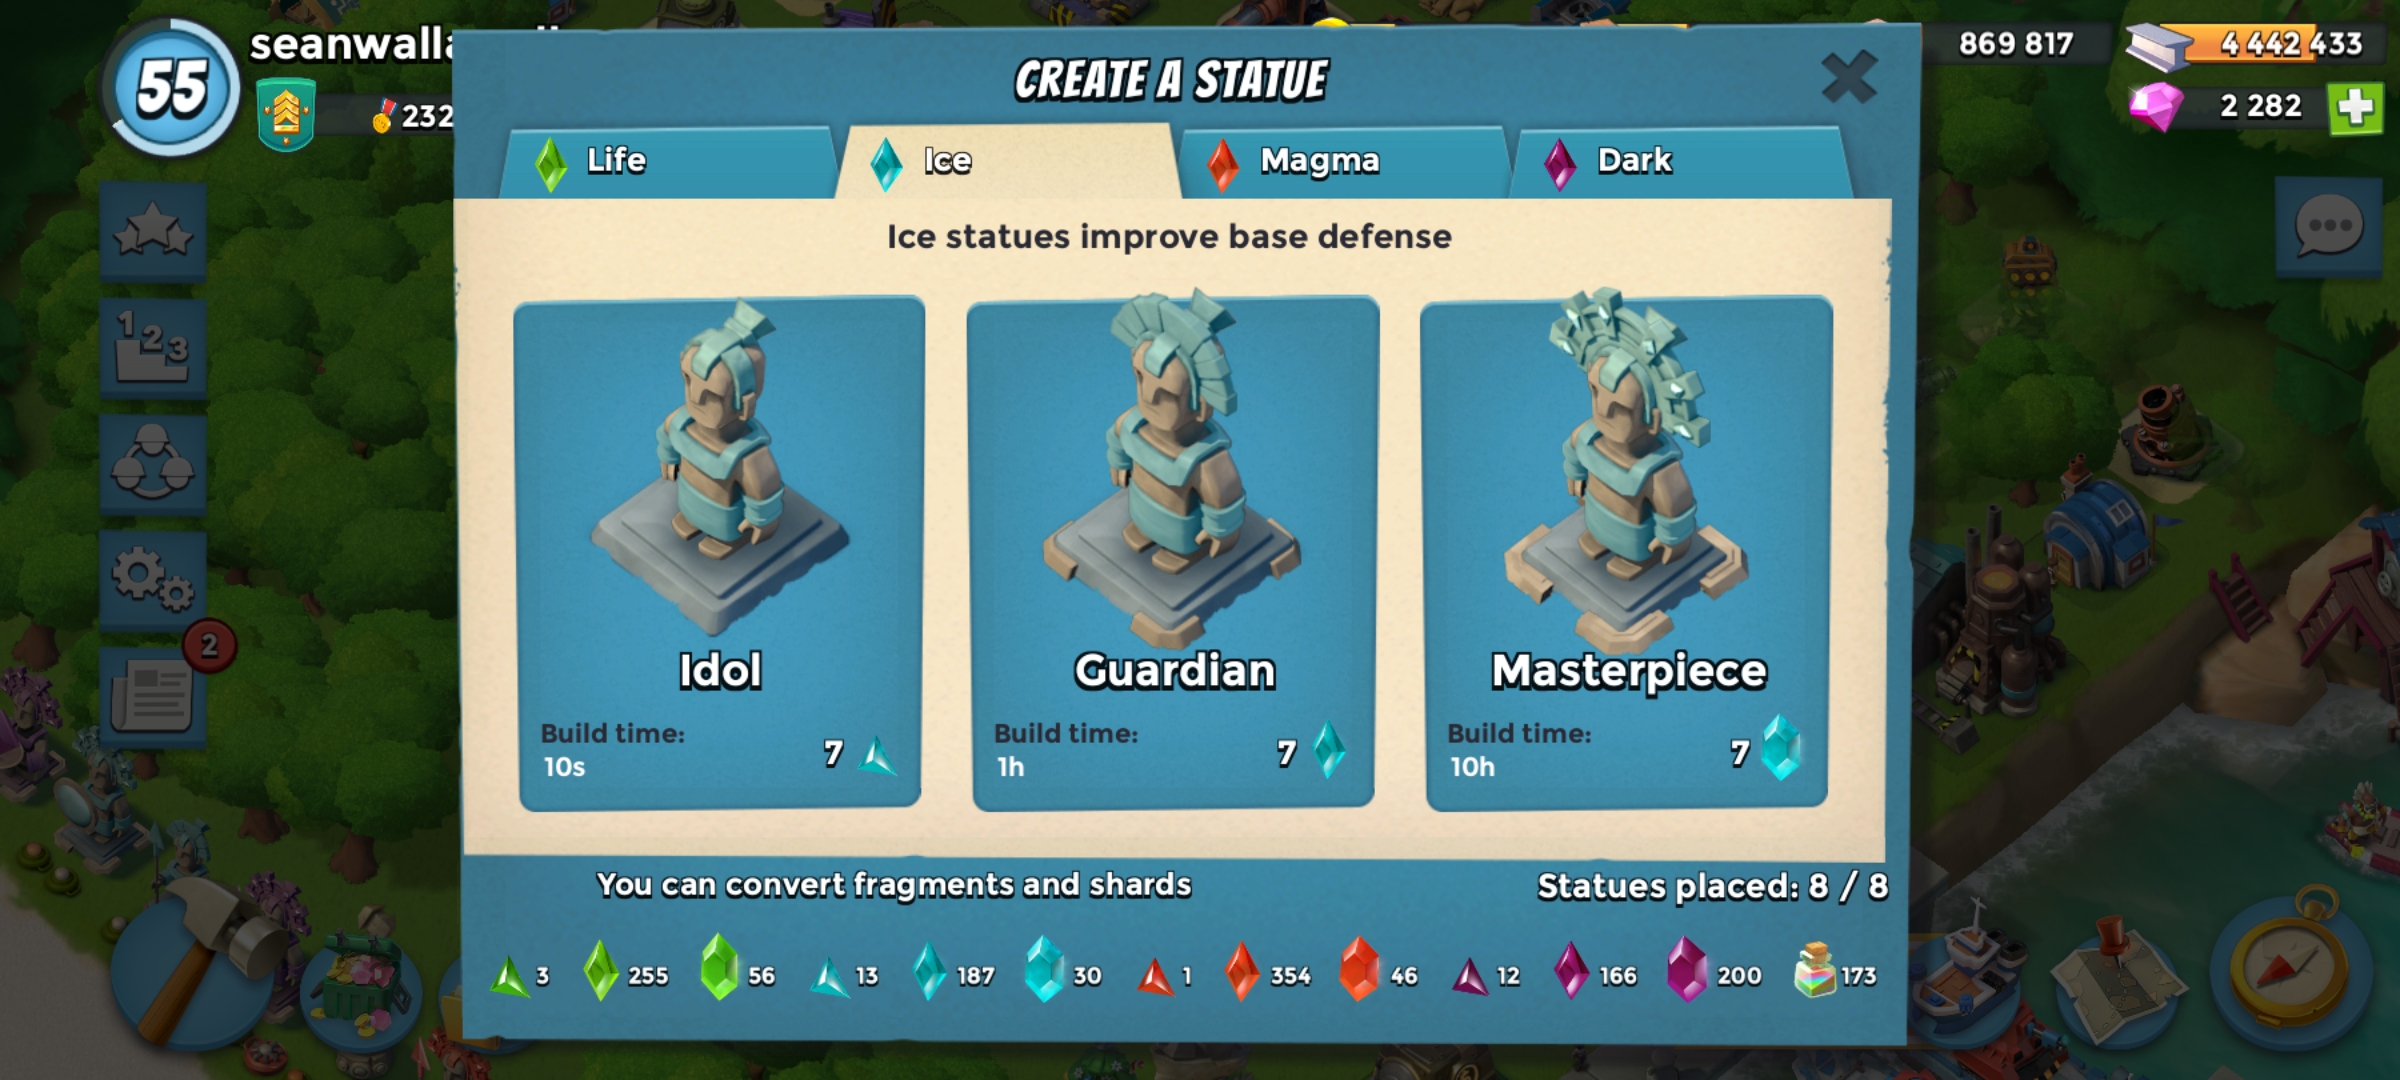 55
232
869 817
4 442 433
2 282
CREATE A STATUE
Life
Ice
Magma
Dark
Ice statues improve base defense
1 2 3
2
Idol
Build time:
10s
7
Guardian
Build time:
1h
7
Masterpiece
Build time:
10h
7
You can convert fragments and shards
Statues placed: 8 / 8
3 255 56 13 187 30 1 354 46 12 166 200 173